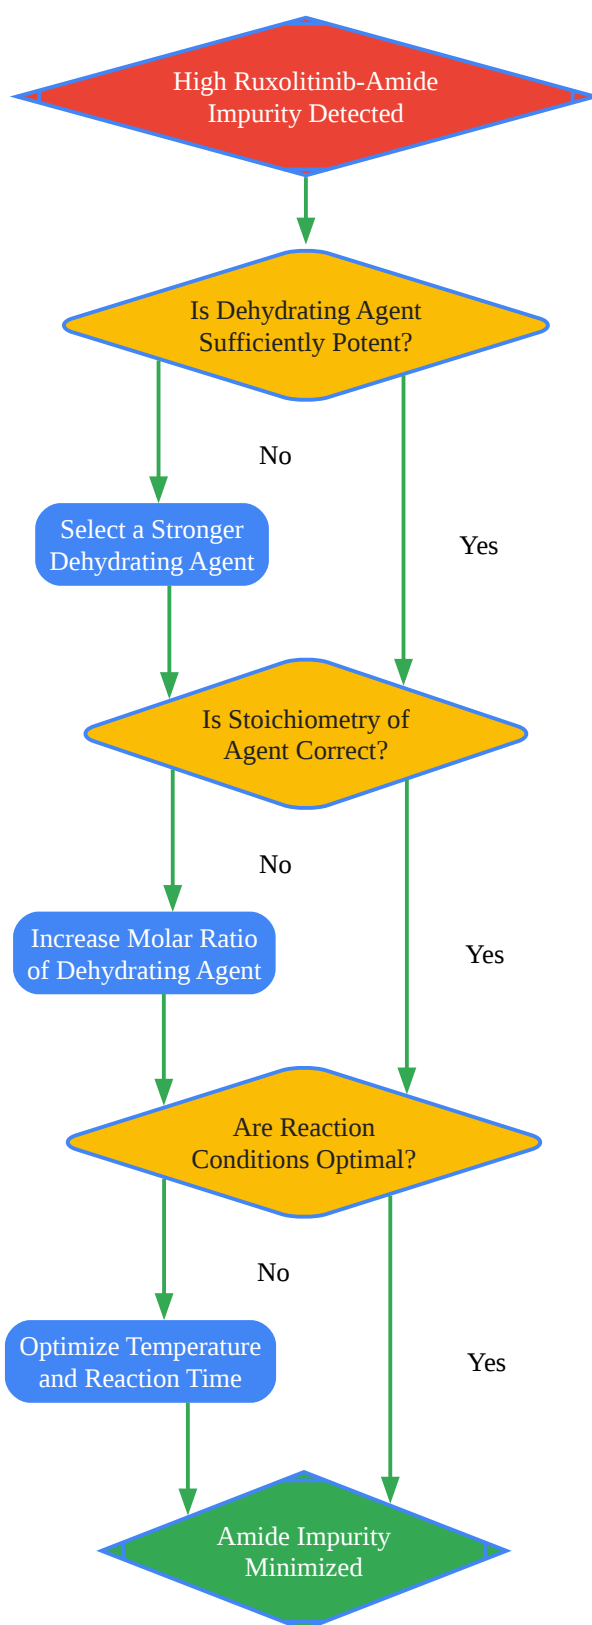 High Ruxolitinib-Amide
Impurity Detected
Is Dehydrating Agent
Sufficiently Potent?
No
Select a Stronger
Dehydrating Agent
Yes
Is Stoichiometry of
Agent Correct?
No
Increase Molar Ratio
of Dehydrating Agent
Yes
Are Reaction
Conditions Optimal?
No
Optimize Temperature
and Reaction Time
Yes
Amide Impurity
Minimized